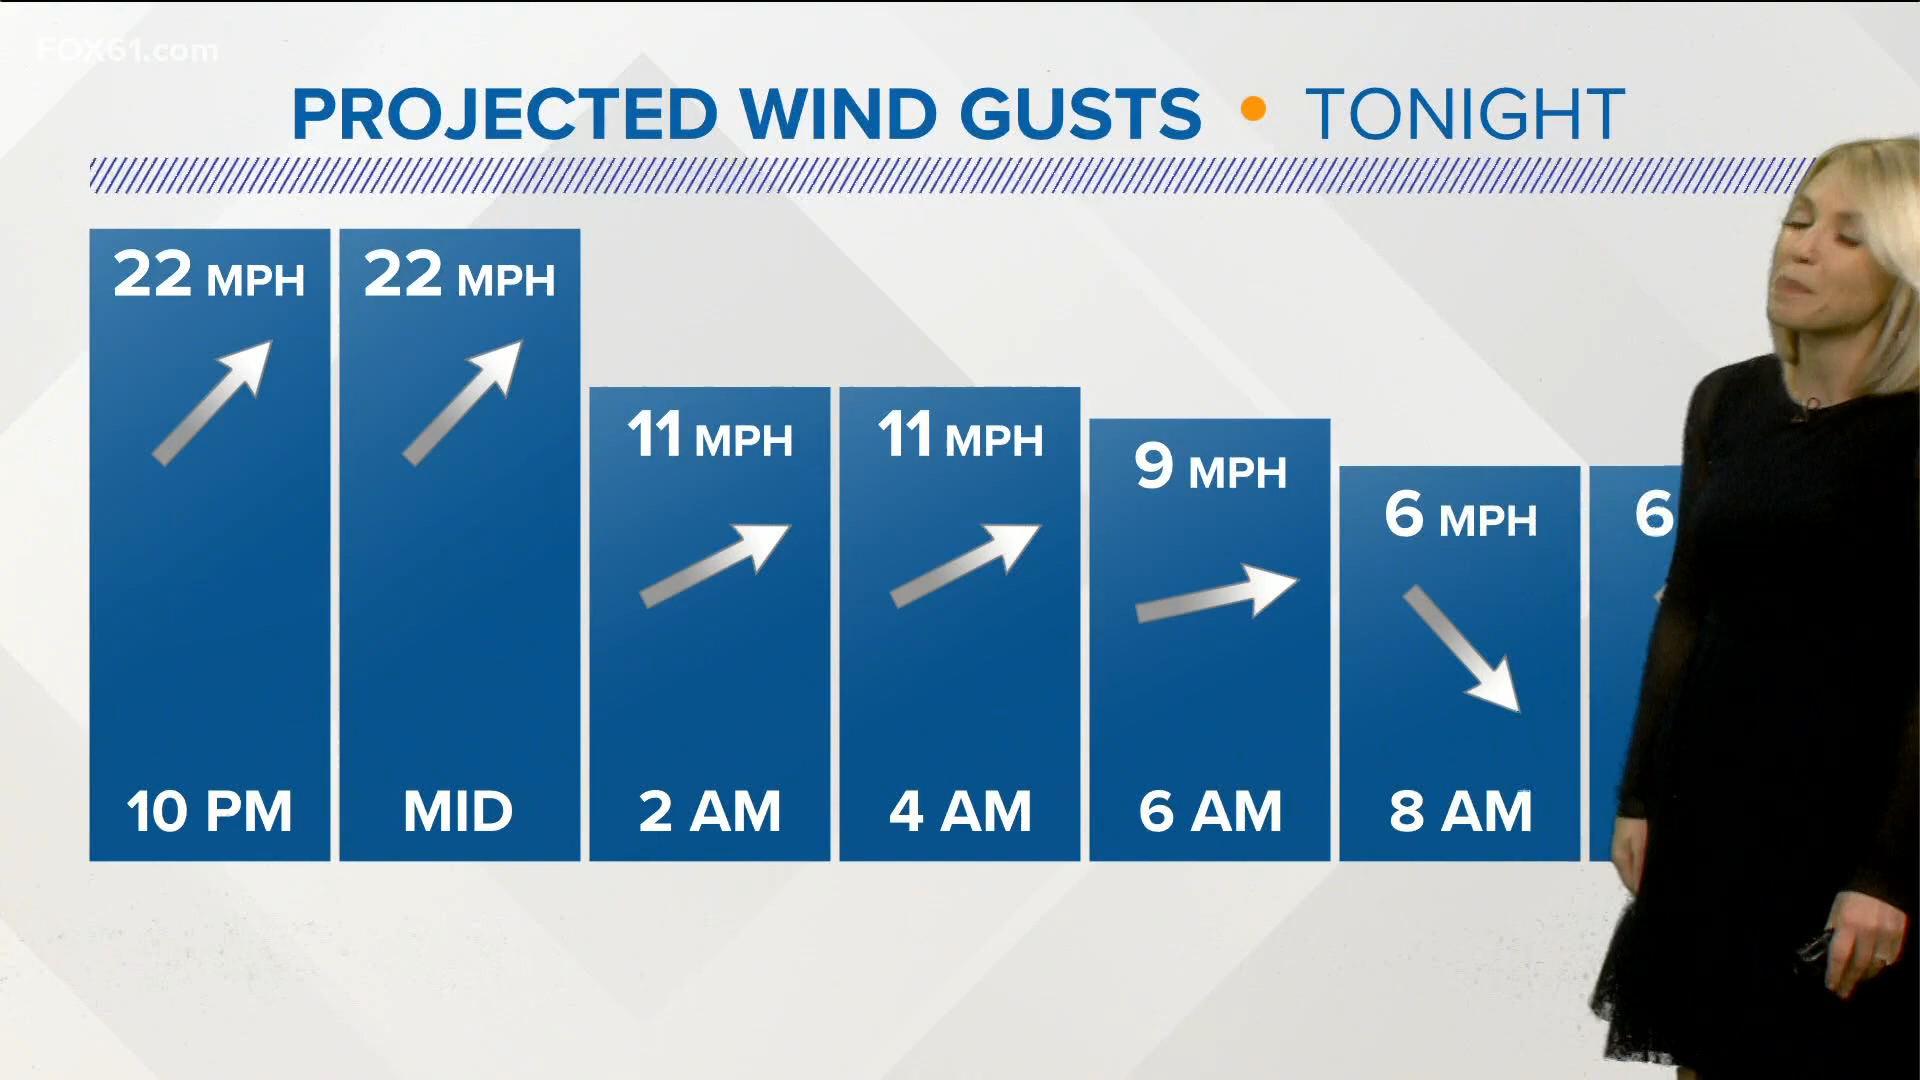 FOX61.com
PROJECTED WIND GUSTS • TONIGHT
22 MPH
22 MPH
11 MPH
11 MPH
9 MPH
6 MPH
6
10 PM
MID
2 AM
4 AM
6 AM
8 AM